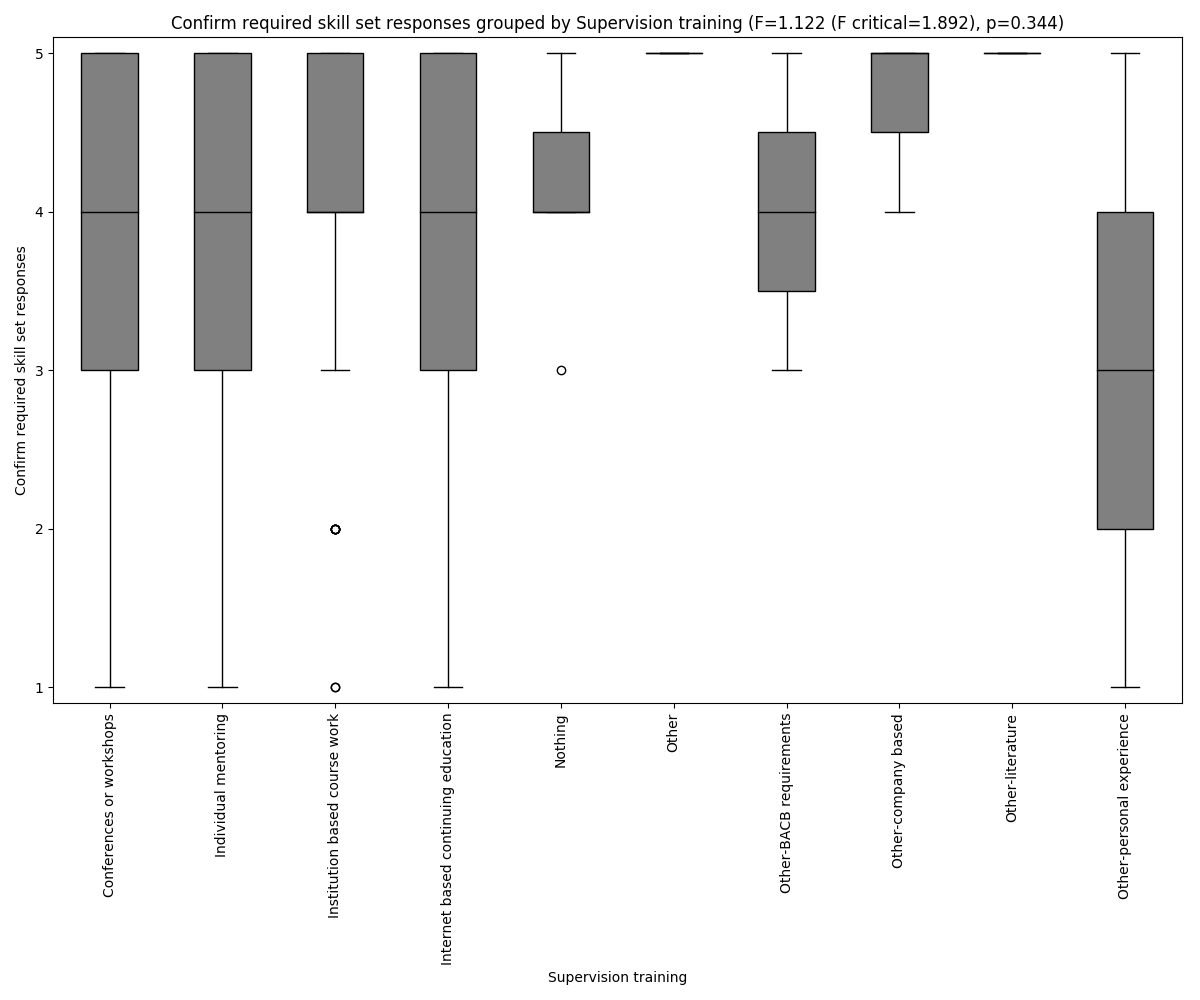 Confirm required skill set responses grouped by Supervision training (F=1.122 (F critical=1.892), p=0.344)
Confirm required skill set responses
5
4
3
2
1
Conferences or workshops
Individual mentoring
Institution based course work
Internet based continuing education
Nothing
Other
Other-BACB requirements
Other-company based
Other-literature
Other-personal experience
Supervision training